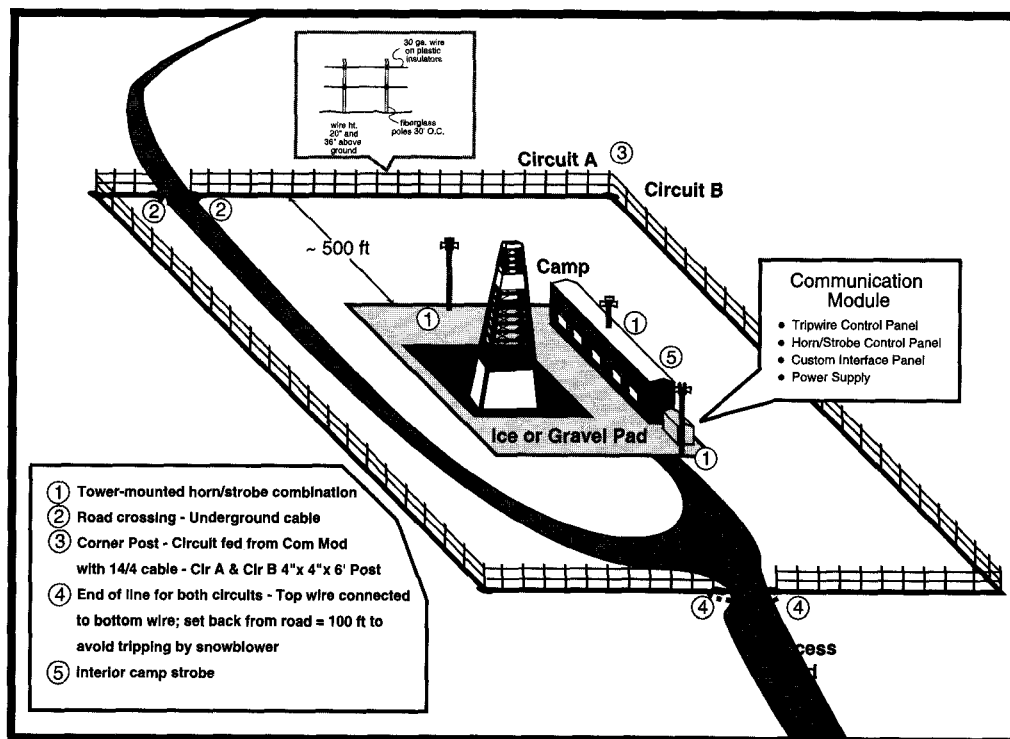 30 ga. wire
on plastic
insulators
wire ht.
20" and
36" above
ground
fiberglass
poles 30' O.C.
Circuit A ③
Circuit B
② ②
~ 500 ft
Camp
①
①
⑤
Communication
Module
• Tripwire Control Panel
• Horn/Strobe Control Panel
• Custom Interface Panel
• Power Supply
Ice or Gravel Pad
①
① Tower-mounted horn/strobe combination
② Road crossing - Underground cable
③ Corner Post - Circuit fed from Com Mod
with 14/4 cable - Cir A & Cir B 4"x 4"x 6' Post
④ End of line for both circuits - Top wire connected
to bottom wire; set back from road = 100 ft to
avoid tripping by snowblower
⑤ Interior camp strobe
④ ④